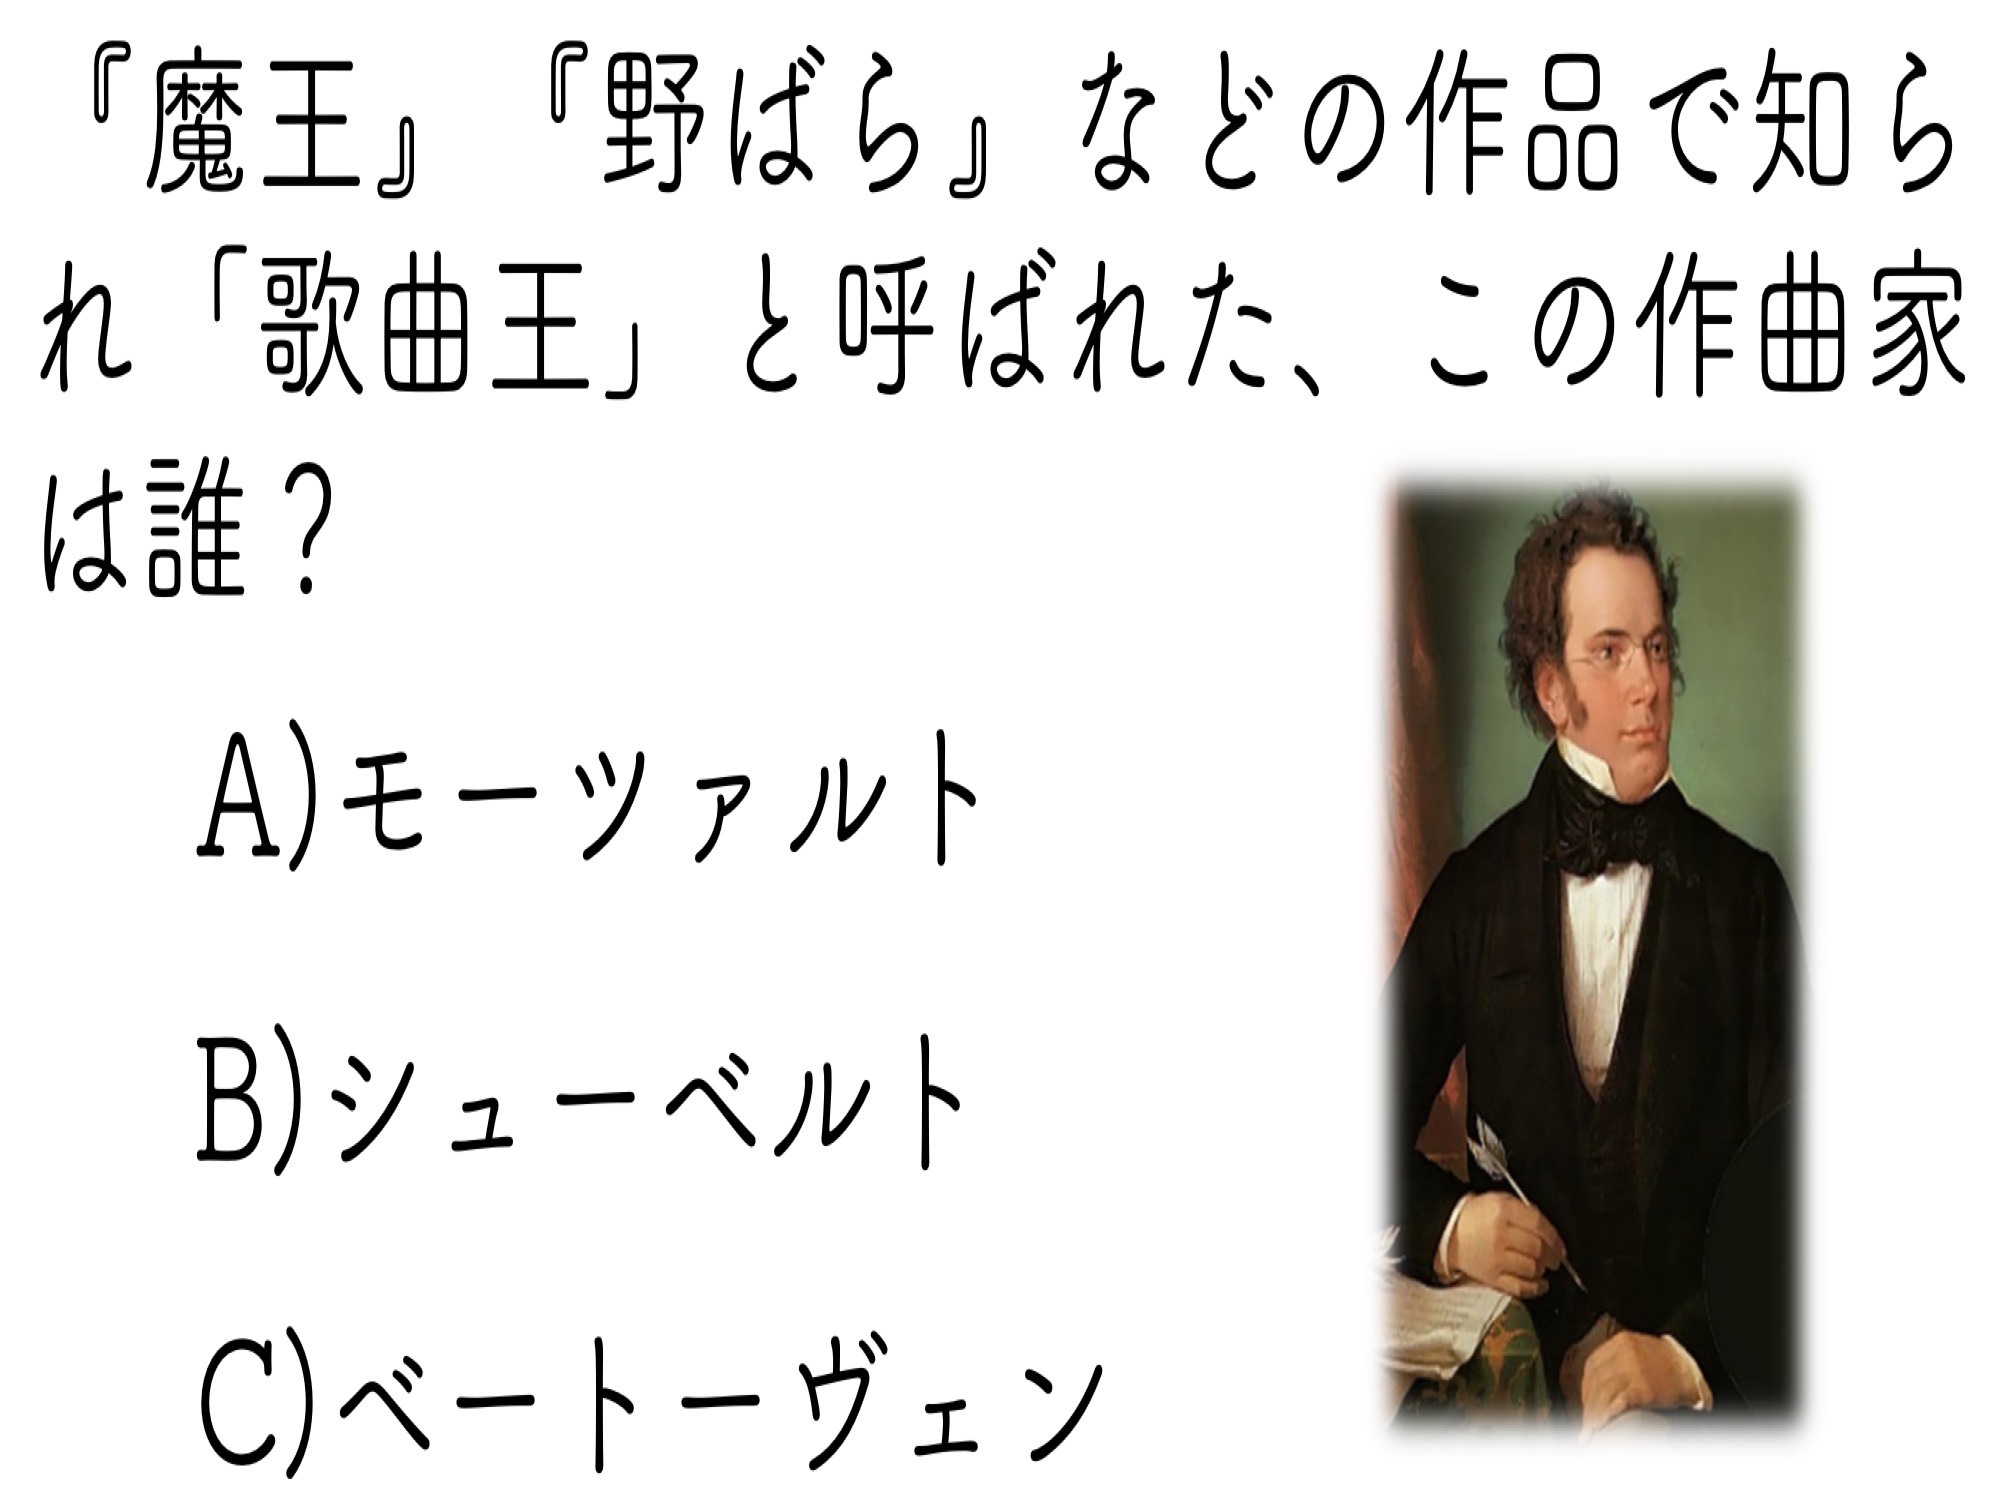 『魔王』『野ばら』などの作品で知ら
れ「歌曲王」と呼ばれた、この作曲家
は誰？
A)モーツァルト
B)シューベルト
C)ベートーヴェン